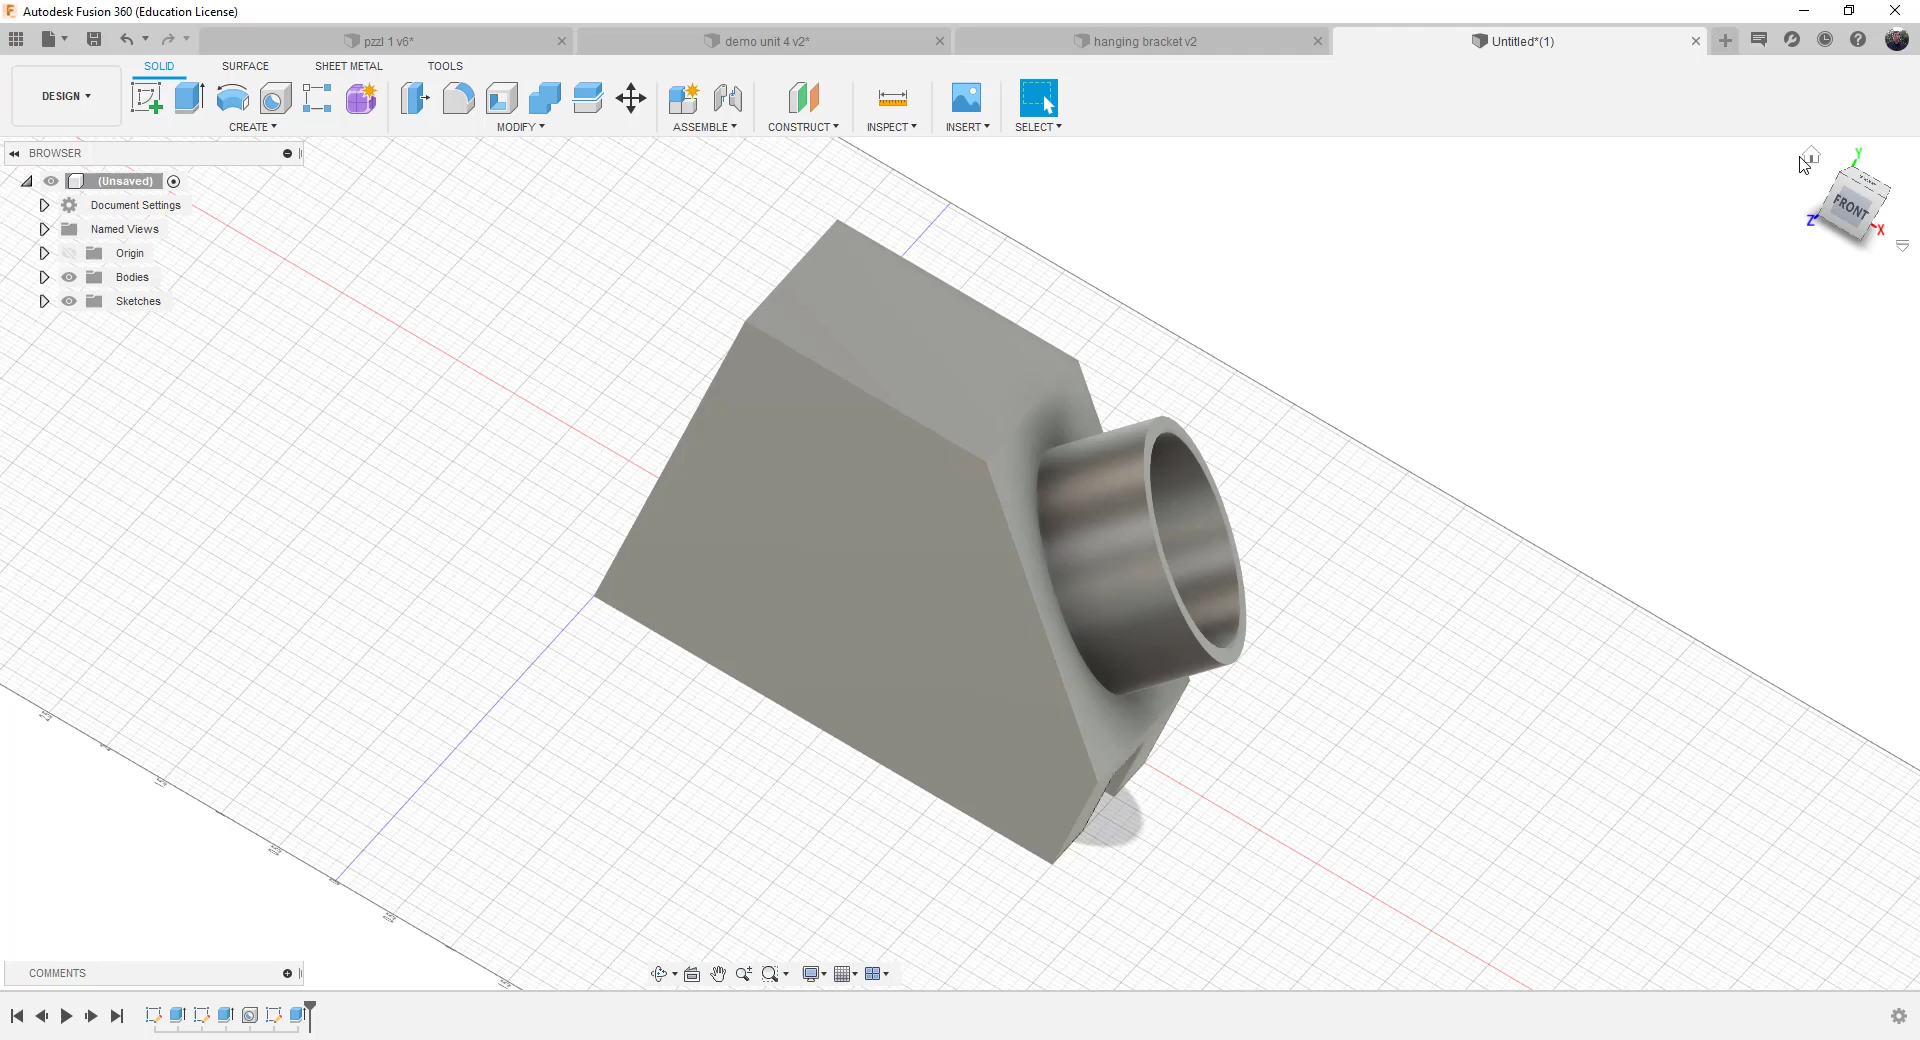 Autodesk Fusion 360 (Education License)
pzzl 1 v6*
demo unit 4 v2*
hanging bracket v2
Untitled*(1)
SOLID
SURFACE
SHEET METAL
TOOLS
DESIGN
CREATE
MODIFY
ASSEMBLE
CONSTRUCT
INSPECT
INSERT
SELECT
BROWSER
(Unsaved)
Document Settings
Named Views
Origin
Bodies
Sketches
Y
FRONT
Z
X
COMMENTS